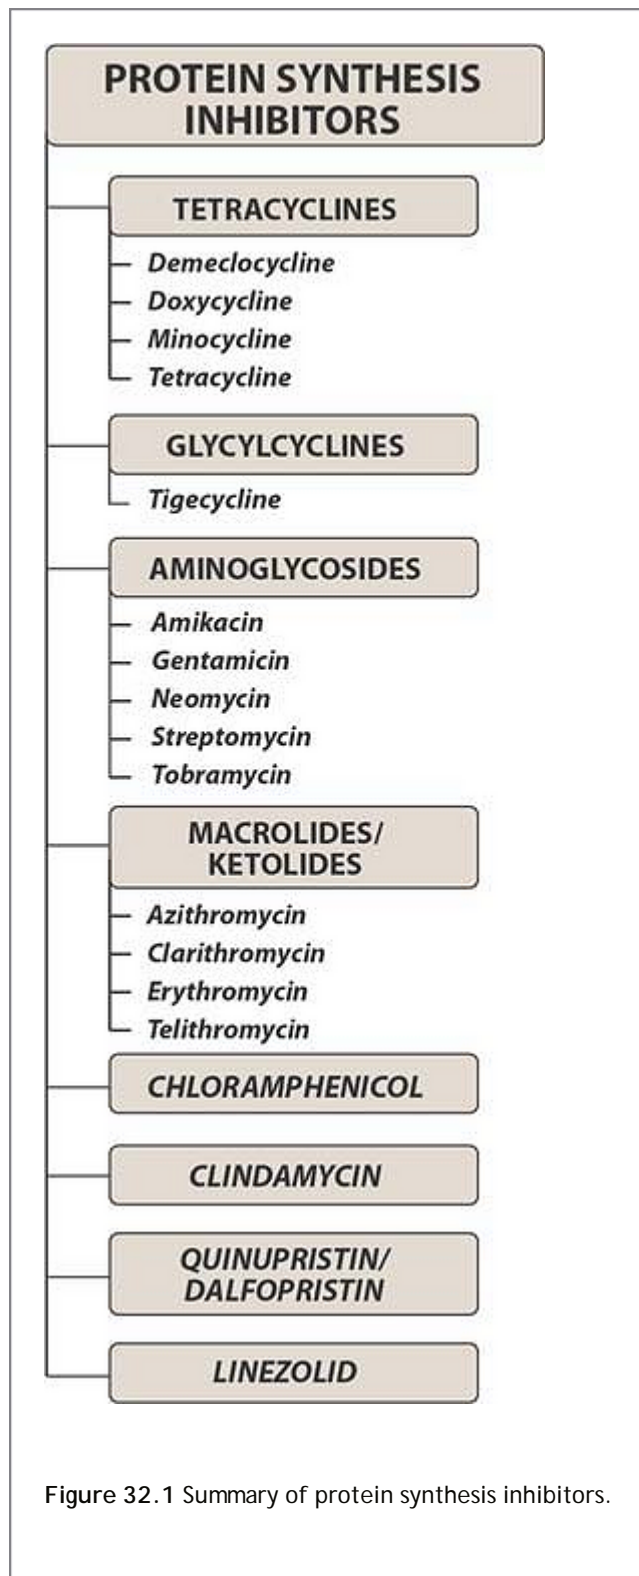 PROTEIN SYNTHESIS
INHIBITORS
TETRACYCLINES
Demeclocycline
Doxycycline
Minocycline
Tetracycline
GLYCYLCYCLINES
Tigecycline
AMINOGLYCOSIDES
Amikacin
Gentamicin
Neomycin
Streptomycin
Tobramycin
MACROLIDES/
KETOLIDES
Azithromycin
Clarithromycin
Erythromycin
Telithromycin
CHLORAMPHENICOL
CLINDAMYCIN
QUINUPRISTIN/
DALFOPRISTIN
LINEZOLID
Figure 32.1 Summary of protein synthesis inhibitors.